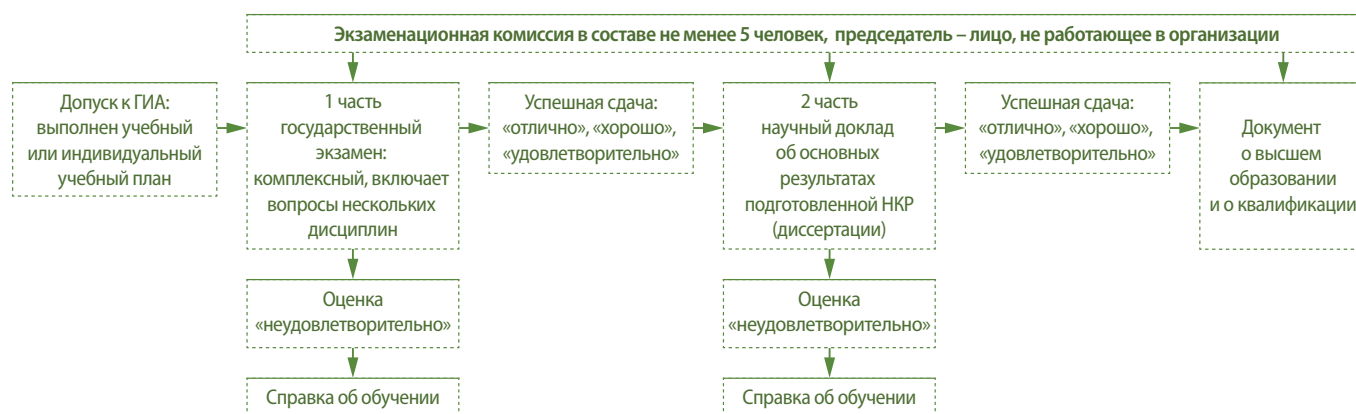 Экзаменационная комиссия в составе не менее 5 человек, председатель – лицо, не работающее в организации
Допуск к ГИА:
выполнен учебный
или индивидуальный
учебный план
1 часть
государственный
экзамен:
комплексный, включает
вопросы нескольких
дисциплин
Успешная сдача:
«отлично», «хорошо»,
«удовлетворительно»
2 часть
научный доклад
об основных
результатах
подготовленной НКР
(диссертации)
Успешная сдача:
«отлично», «хорошо»,
«удовлетворительно»
Документ
о высшем
образовании
и о квалификации
Оценка
«неудовлетворительно»
Оценка
«неудовлетворительно»
Справка об обучении
Справка об обучении